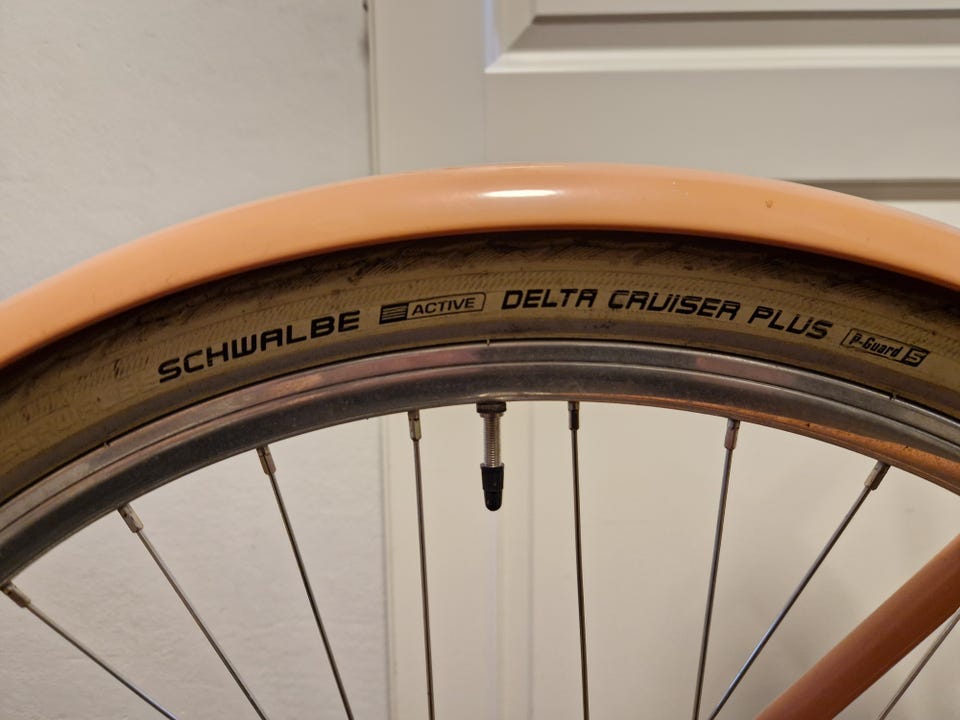 SCHWALBE ACTIVE DELTA CRUISER PLUS P-Guard 5